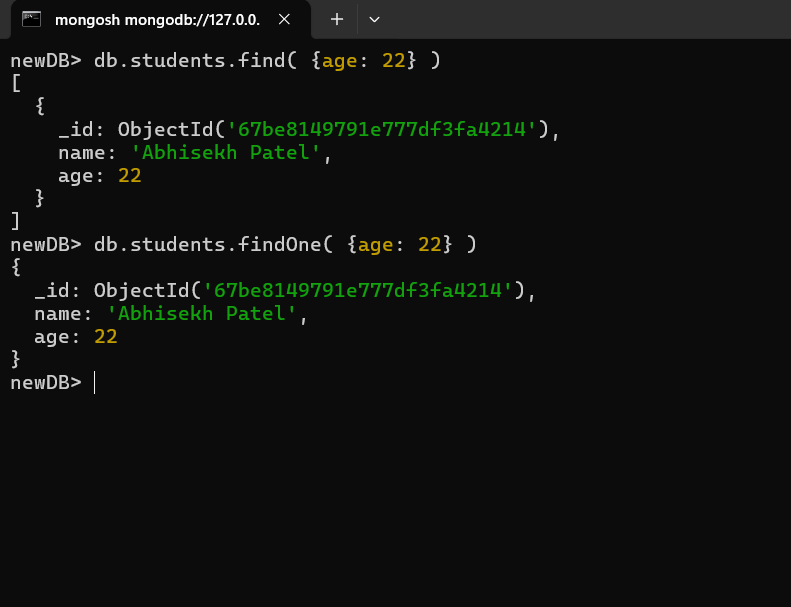 mongosh mongodb://127.0.0.
newDB> db.students.find( {age: 22} )
[
  {
    _id: ObjectId('67be8149791e777df3fa4214'),
    name: 'Abhisekh Patel',
    age: 22
  }
]
newDB> db.students.findOne( {age: 22} )
{
  _id: ObjectId('67be8149791e777df3fa4214'),
  name: 'Abhisekh Patel',
  age: 22
}
newDB>